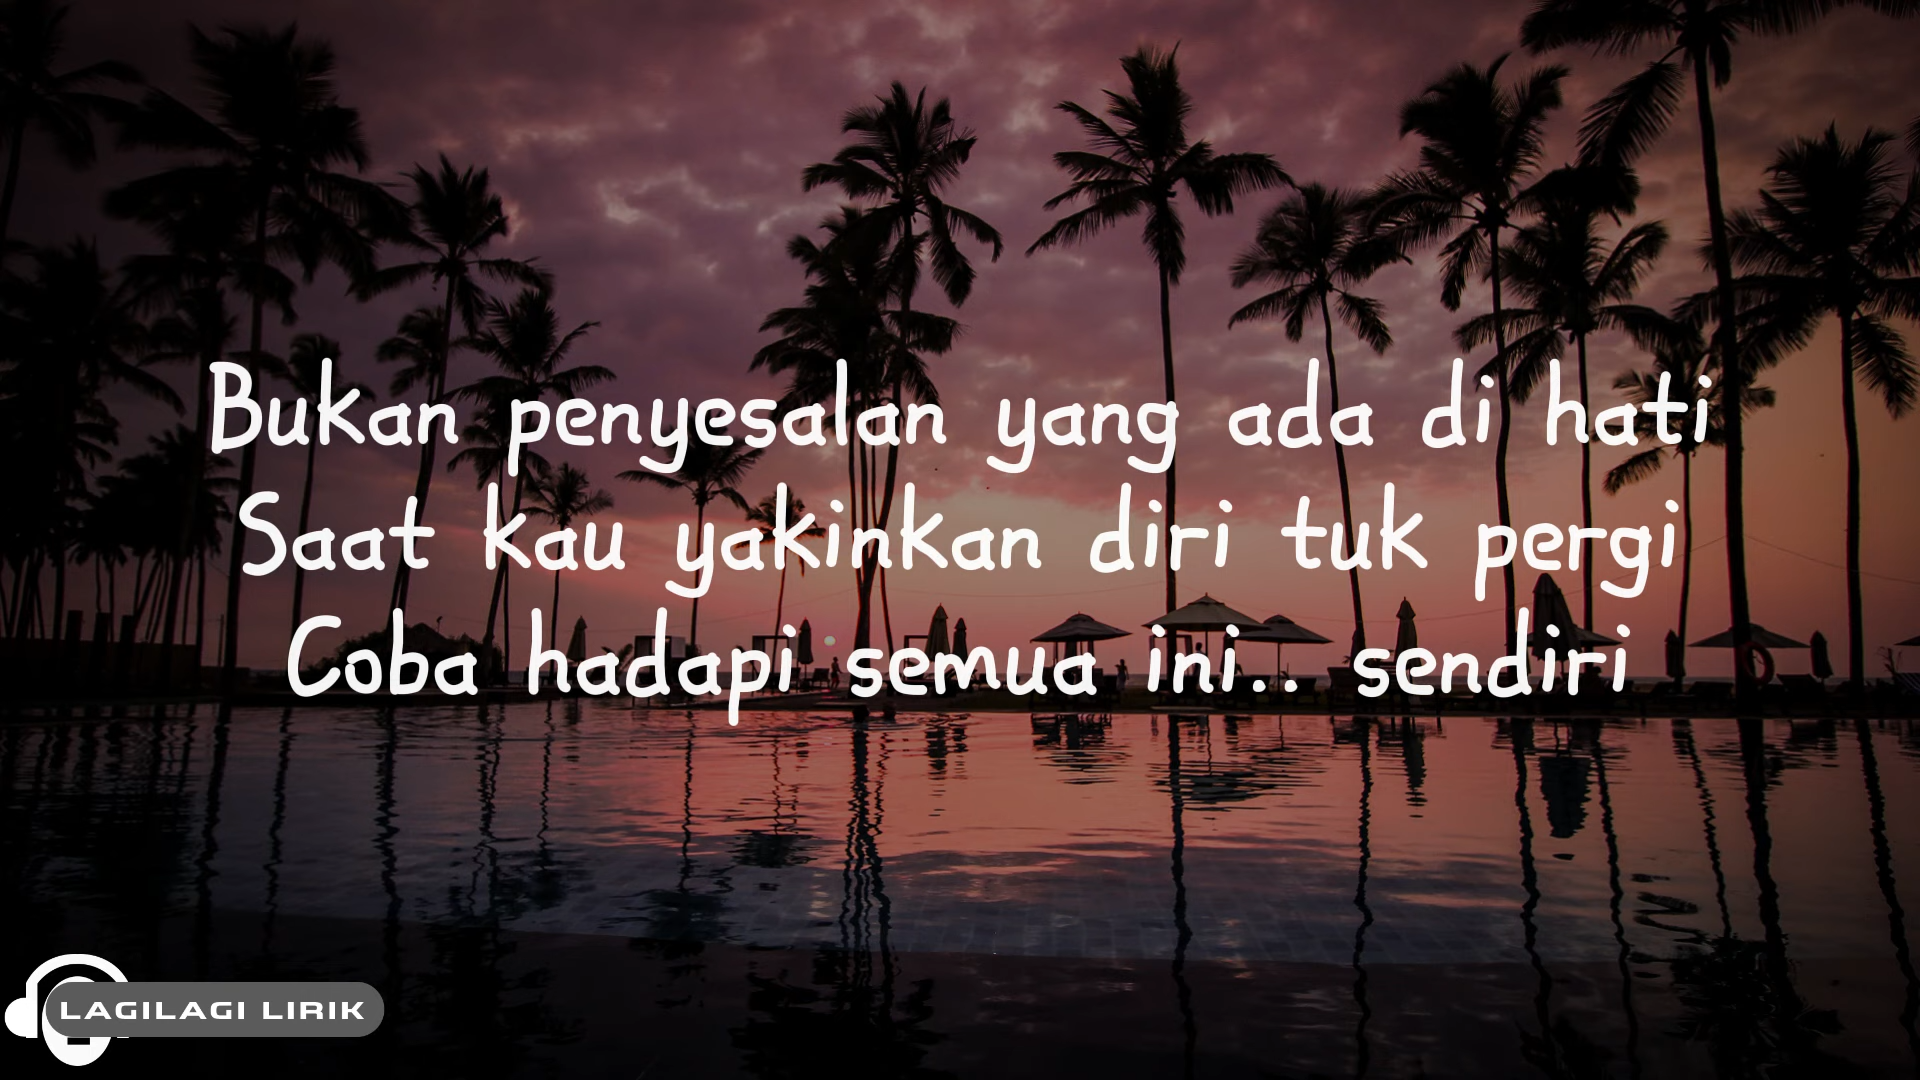 Bukan penyesalan yang ada di hati
Saat kau yakinkan diri tuk pergi
Coba hadapi semua ini.. sendiri
LAGILAGI LIRIK